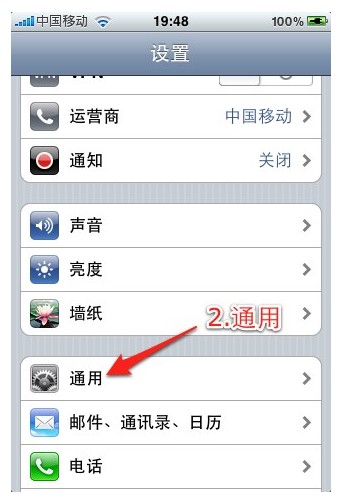 中国移动 19:48 100%
设置
VPN
运营商 中国移动
通知 关闭
声音
亮度
墙纸
2.通用
通用
邮件、通讯录、日历
电话